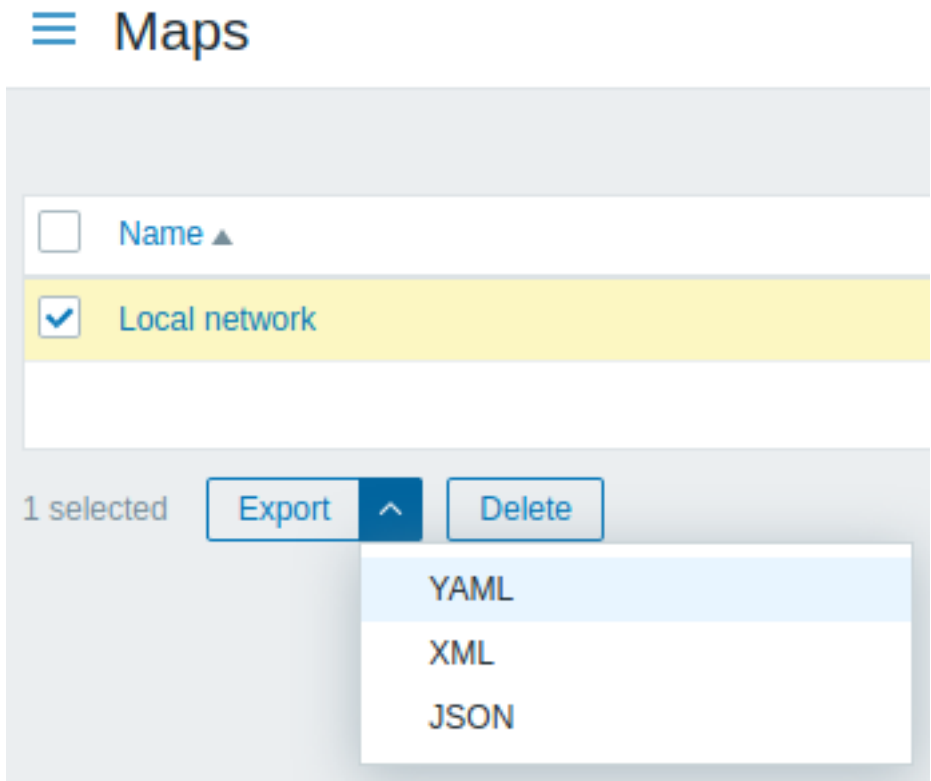 Maps
Name
Local network
1 selected Export Delete
YAML
XML
JSON